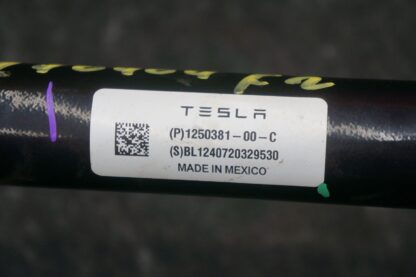 TESLA
(P)1250381-00-C
(S)BL1240720329530
MADE IN MEXICO